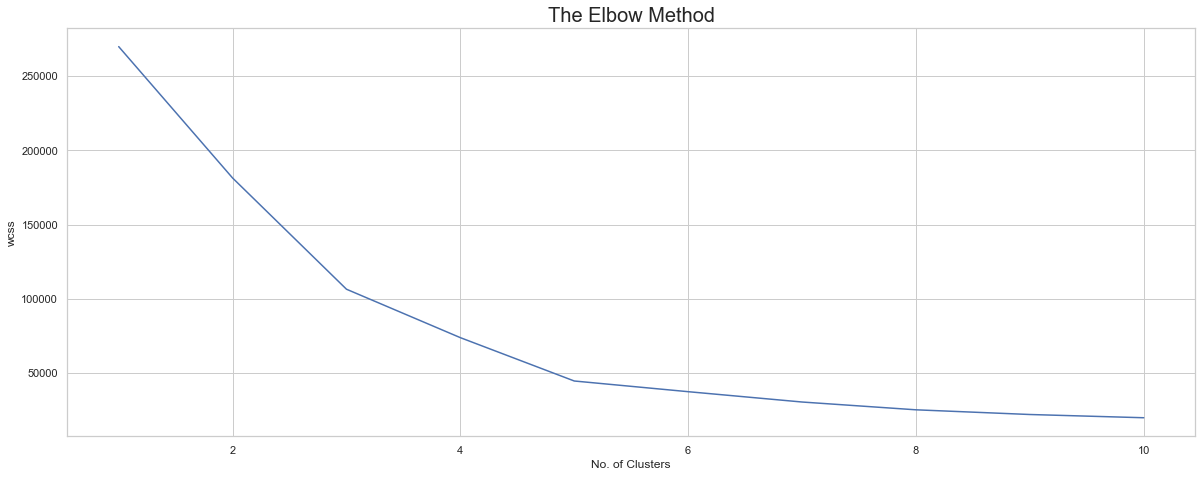 The Elbow Method
250000
200000
150000
100000
50000
wcss
2 4 6 8 10
No. of Clusters